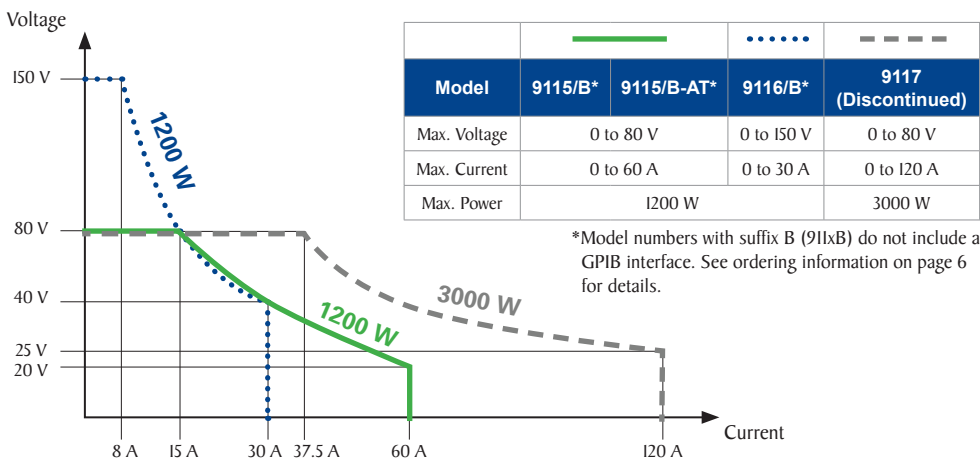 Voltage
150 V
80 V
40 V
25 V
20 V
1200 W
1200 W
3000 W
8 A
15 A
30 A
37.5 A
60 A
120 A
Current
Model 9115/B* 9115/B-AT* 9116/B* 9117 (Discontinued)
Max. Voltage 0 to 80 V 0 to 150 V 0 to 80 V
Max. Current 0 to 60 A 0 to 30 A 0 to 120 A
Max. Power 1200 W 3000 W
*Model numbers with suffix B (911xB) do not include a
GPIB interface. See ordering information on page 6
for details.